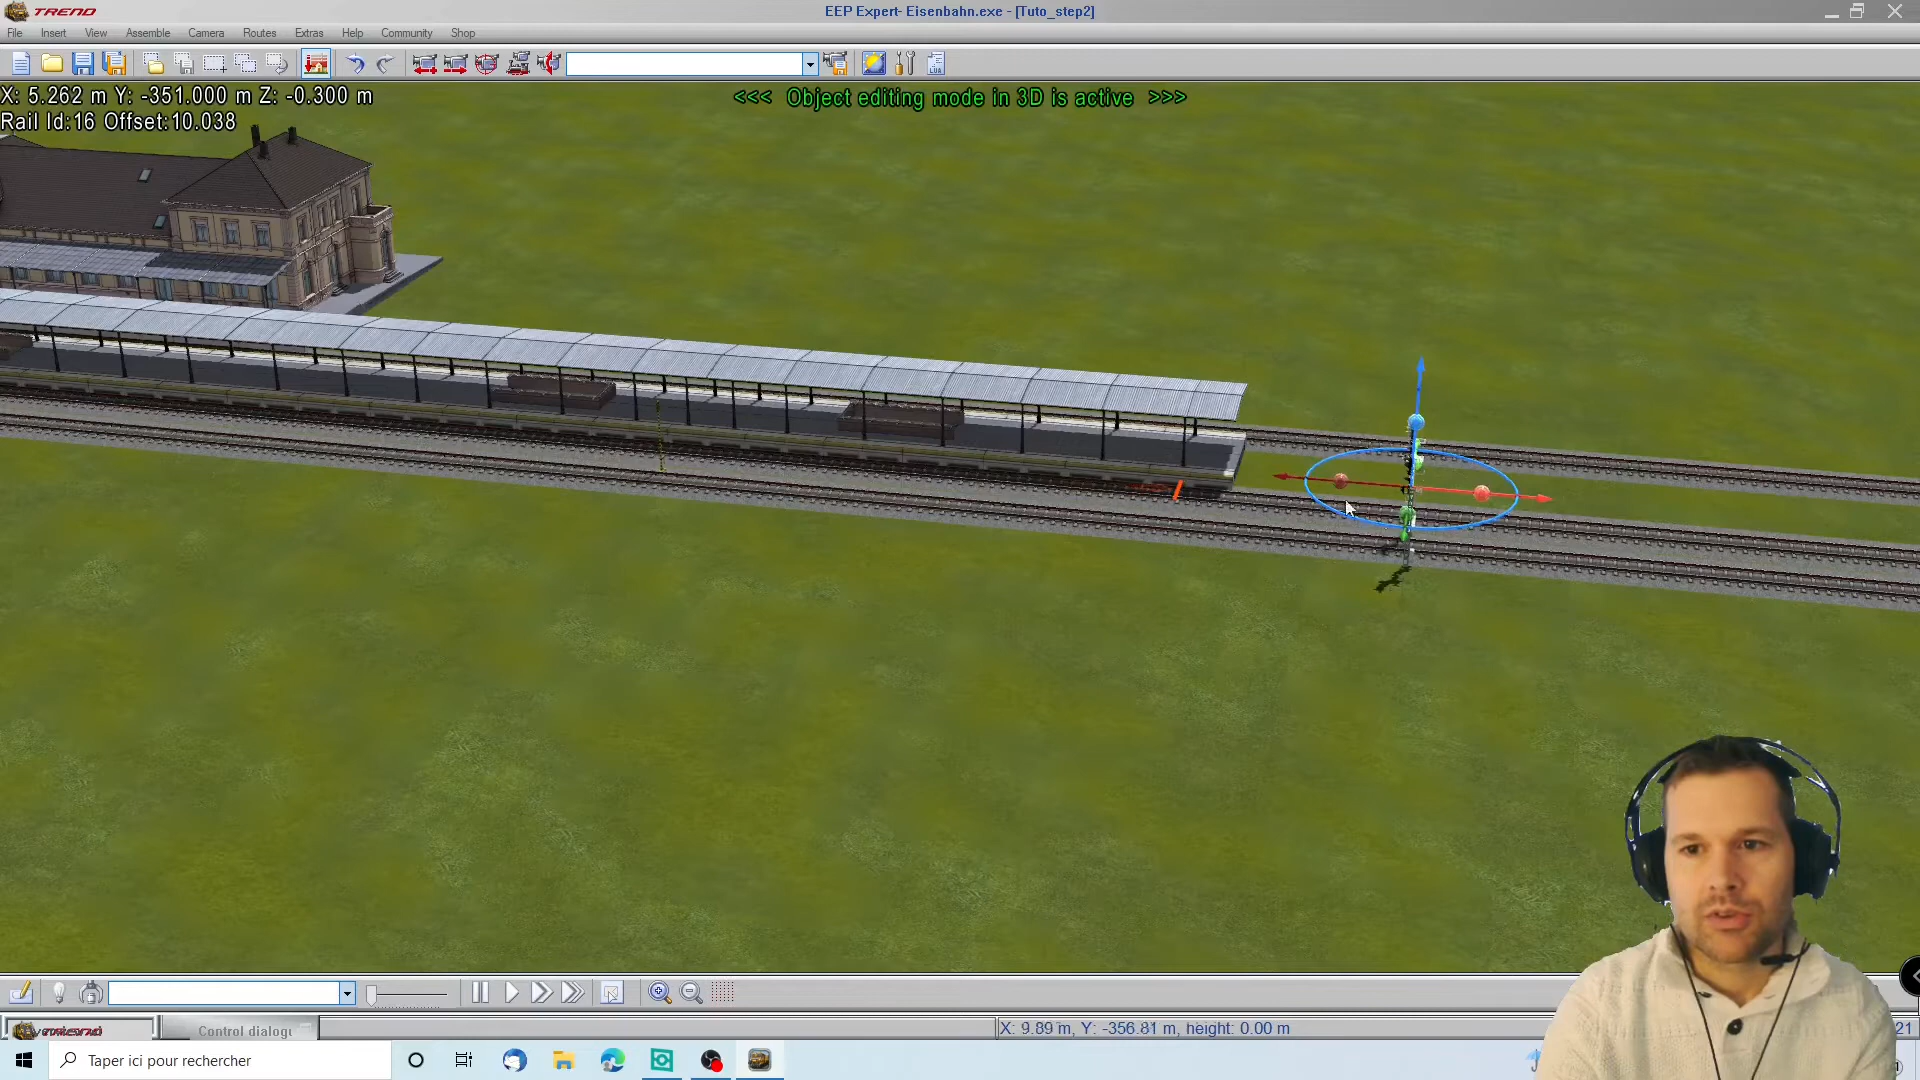 TREND
EEP Expert- Eisenbahn.exe - [Tuto_step2]
File Insert View Assemble Camera Routes Extras Help Community Shop
LUA
X: 5.262 m Y: -351.000 m Z: -0.300 m
<<< Object editing mode in 3D is active >>>
Rail Id:16 Offset:10.038
Control dialog
X: 9.89 m, Y: -356.81 m, height: 0.00 m
21
Taper ici pour rechercher